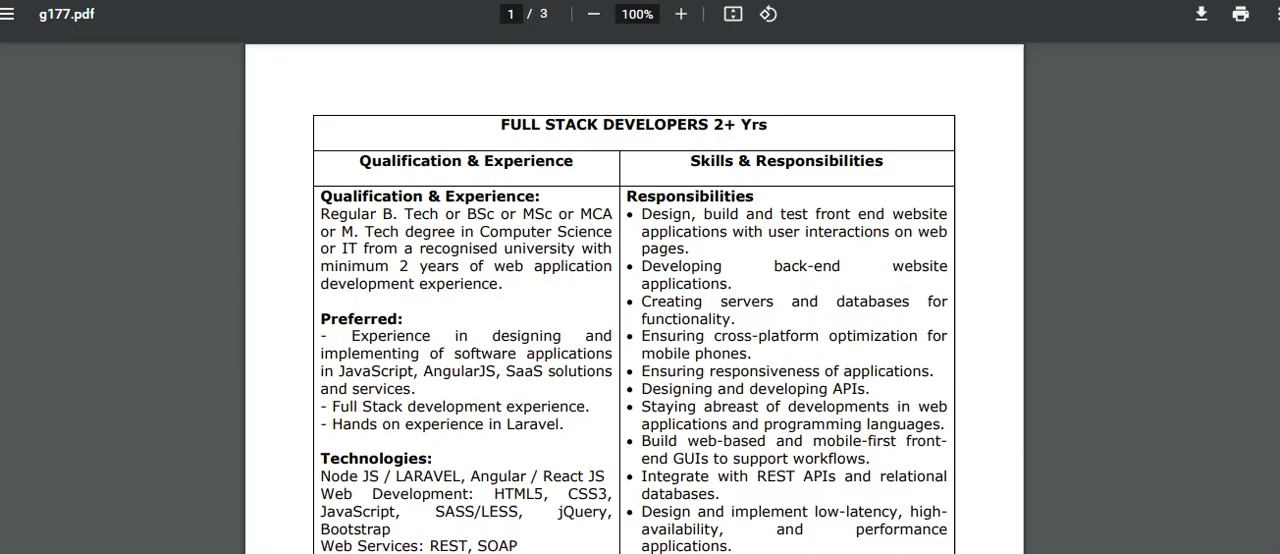 g177.pdf
1 / 3
100%
FULL STACK DEVELOPERS 2+ Yrs
Qualification & Experience
Skills & Responsibilities
Qualification & Experience:
Regular B. Tech or BSc or MSc or MCA
or M. Tech degree in Computer Science
or IT from a recognised university with
minimum 2 years of web application
development experience.
Preferred:
- Experience in designing and
implementing of software applications
in JavaScript, AngularJS, SaaS solutions
and services.
- Full Stack development experience.
- Hands on experience in Laravel.
Technologies:
Node JS / LARAVEL, Angular / React JS
Web Development: HTML5, CSS3,
JavaScript, SASS/LESS, jQuery,
Bootstrap
Web Services: REST, SOAP
Responsibilities
• Design, build and test front end website
applications with user interactions on web
pages.
• Developing back-end website
applications.
• Creating servers and databases for
functionality.
• Ensuring cross-platform optimization for
mobile phones.
• Ensuring responsiveness of applications.
• Designing and developing APIs.
• Staying abreast of developments in web
applications and programming languages.
• Build web-based and mobile-first front-
end GUIs to support workflows.
• Integrate with REST APIs and relational
databases.
• Design and implement low-latency, high-
availability, and performance
applications.